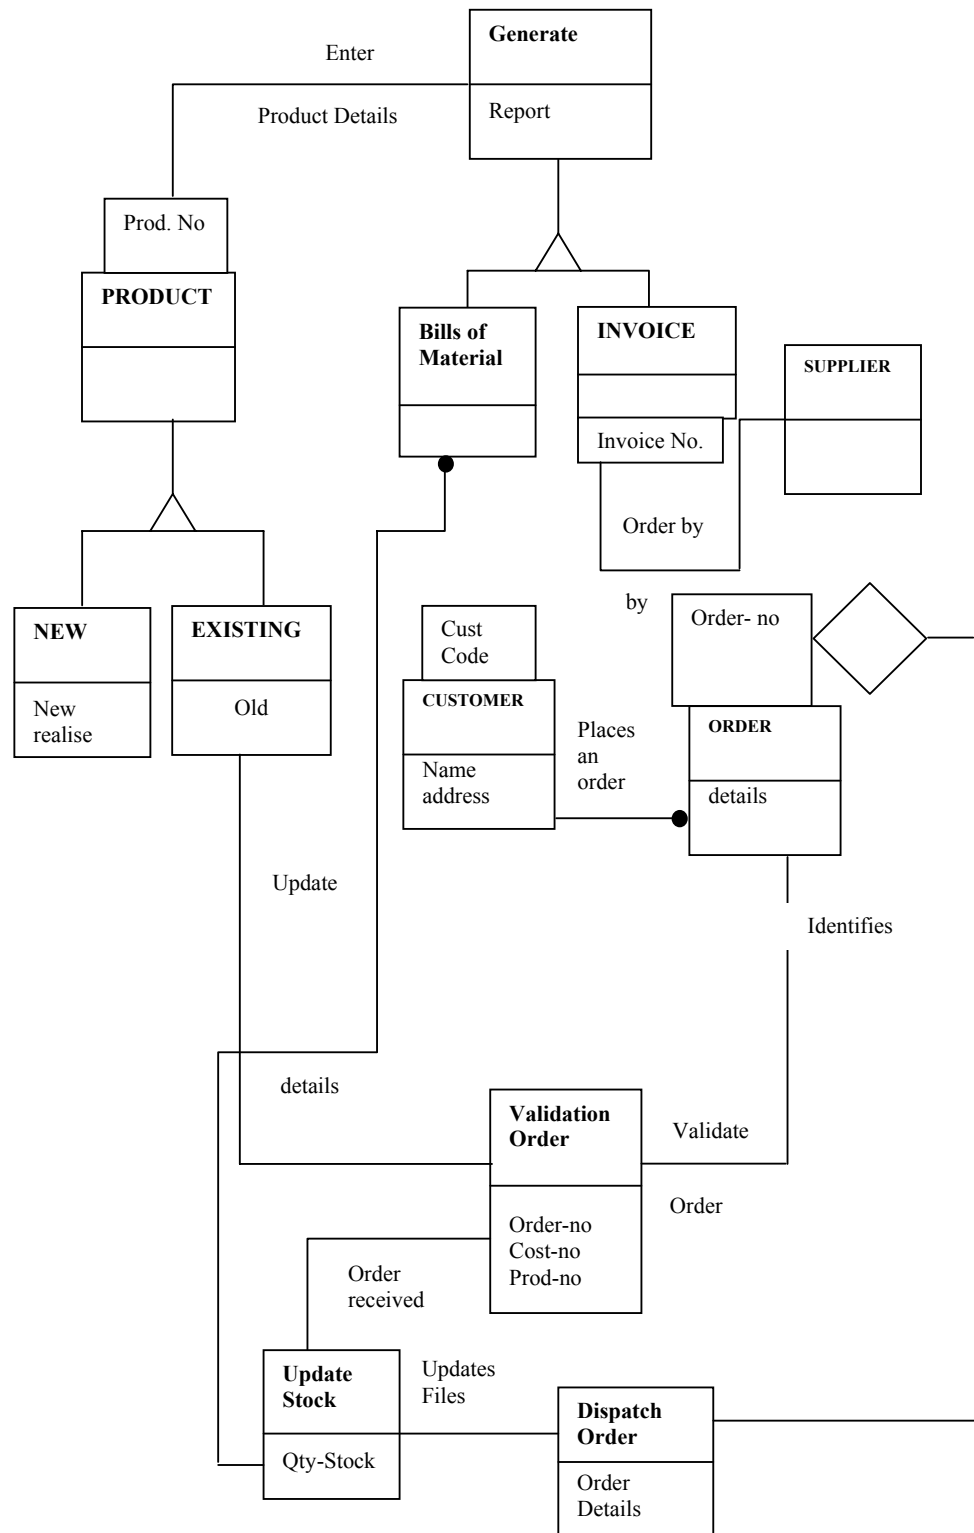 Generate
Enter
Report
Product Details
Prod. No
PRODUCT
Bills of
Material
INVOICE
SUPPLIER
Invoice No.
Order by
by
Order- no
NEW
EXISTING
Cust
Code
New
realise
Old
CUSTOMER
ORDER
Places
an
order
Name
address
details
Update
Identifies
details
Validation
Order
Validate
Order
Order-no
Cost-no
Prod-no
Order
received
Update
Stock
Updates
Files
Dispatch
Order
Qty-Stock
Order
Details